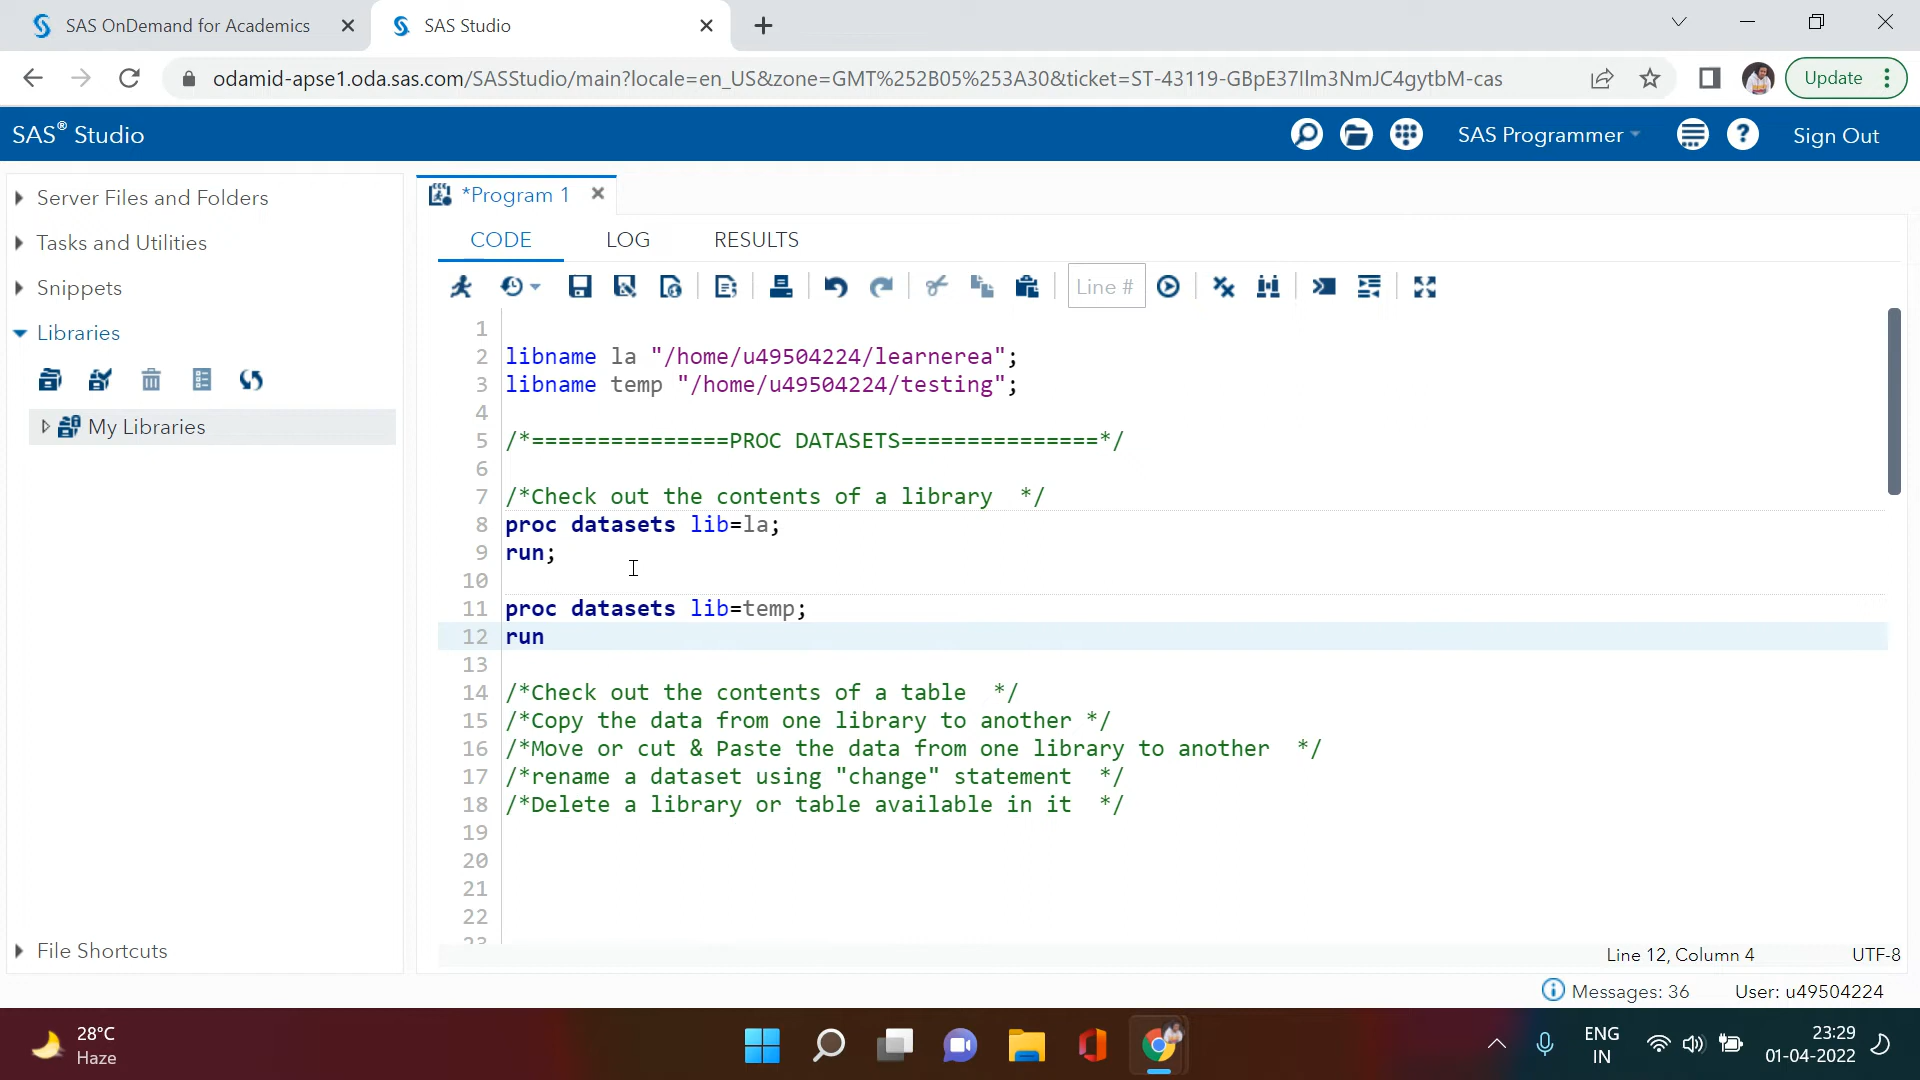 SAS OnDemand for Academics
SAS Studio
odamid-apse1.oda.sas.com/SASStudio/main?locale=en_US&zone=GMT%252B05%253A30&ticket=ST-43119-GBpE37Ilm3NmJC4gytbM-cas
Update
SAS® Studio
SAS Programmer
Sign Out
Server Files and Folders
Tasks and Utilities
Snippets
Libraries
My Libraries
File Shortcuts
*Program 1
CODE LOG RESULTS
Line #
1
2 libname la "/home/u49504224/learnerea";
3 libname temp "/home/u49504224/testing";
4
5 /*===============PROC DATASETS===============*/
6
7 /*Check out the contents of a library  */
8 proc datasets lib=la;
9 run;
10
11 proc datasets lib=temp;
12 run
13
14 /*Check out the contents of a table  */
15 /*Copy the data from one library to another */
16 /*Move or cut & Paste the data from one library to another  */
17 /*rename a dataset using "change" statement  */
18 /*Delete a library or table available in it  */
19
20
21
22
23
Line 12, Column 4
UTF-8
Messages: 36
User: u49504224
28°C
Haze
ENG
IN
23:29
01-04-2022